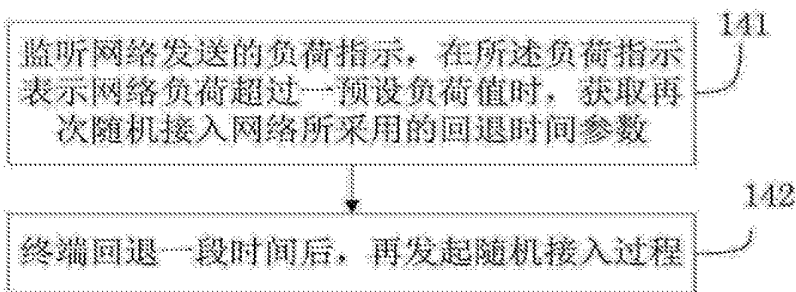 141
监听网络发送的负荷指示，在所述负荷指示
表示网络负荷超过一预设负荷值时，获取再
次随机接入网络所采用的回退时间参数
142
终端回退一段时间后，再发起随机接入过程